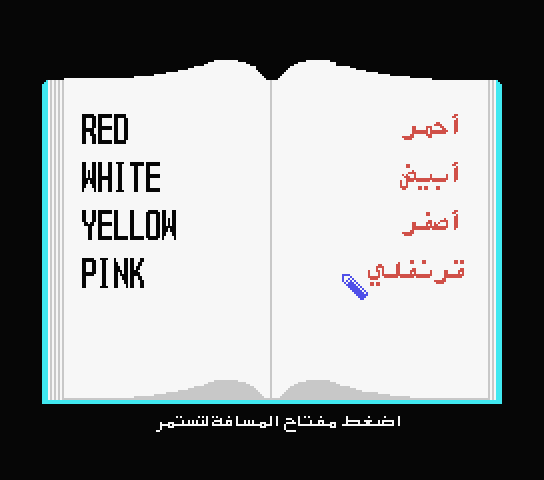 RED أحمر
WHITE أبيض
YELLOW أصفر
PINK قرنفلي
اضغط مفتاح المسافة لتستمر